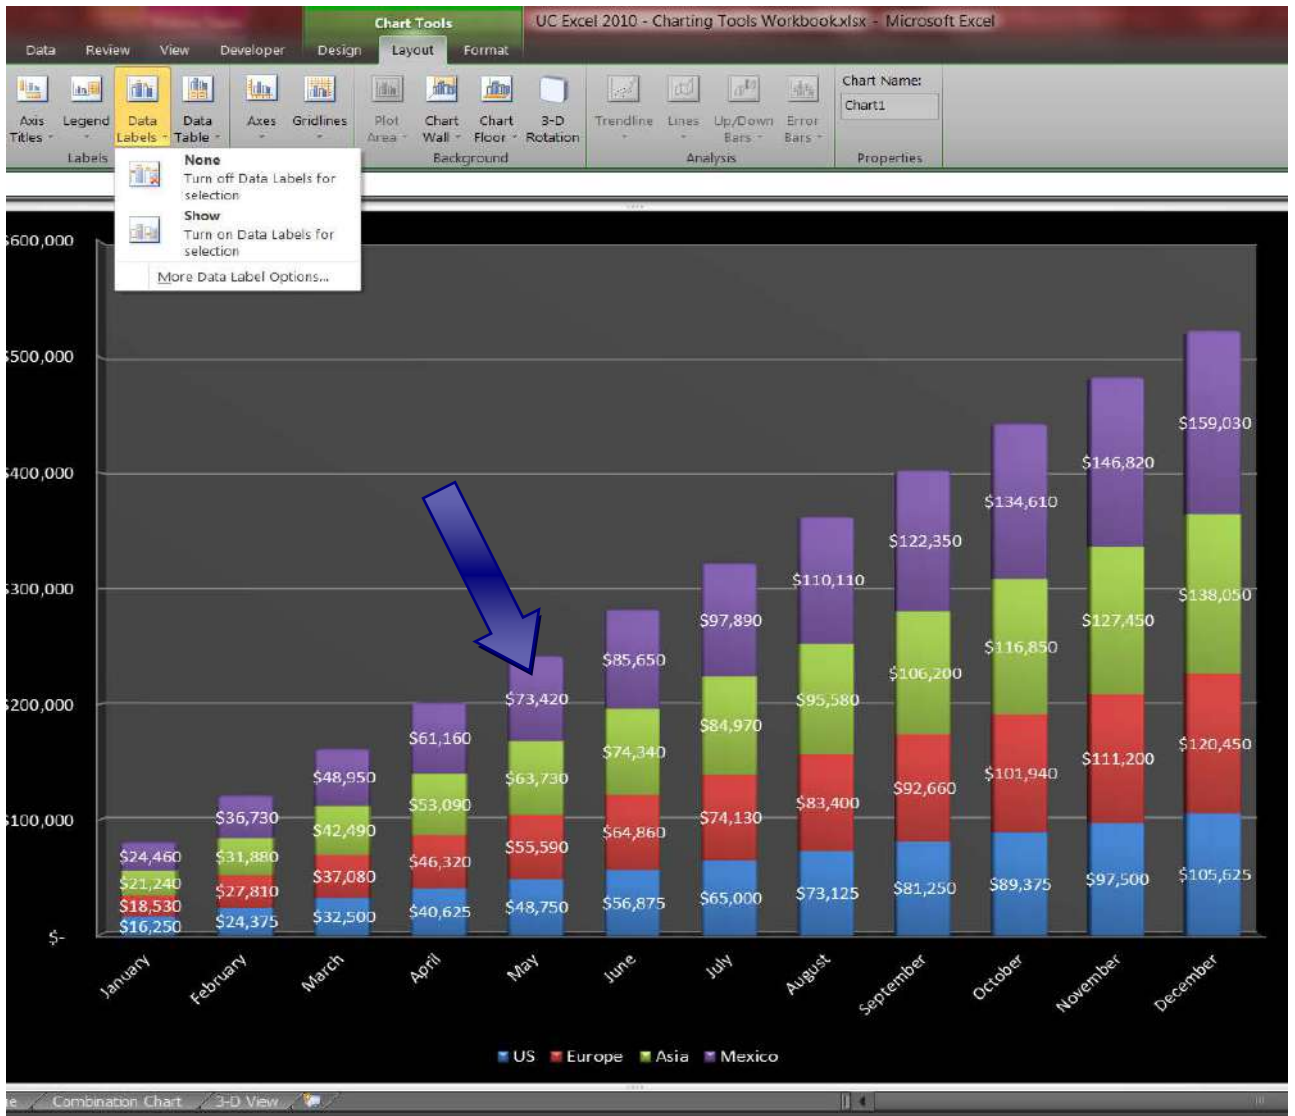 Chart Tools UC Excel 2010 - Charting Tools Workbook.xlsx - Microsoft Excel
Data Review View Developer Design Layout Format
Axis Titles Legend Data Labels Data Table Axes Gridlines Plot Area Chart Wall Chart Floor 3-D Rotation Trendline Lines Up/Down Bars Error Bars Chart Name:
Chart1
Labels Background Analysis Properties
None
Turn off Data Labels for
selection
Show
Turn on Data Labels for
selection
More Data Label Options...
$600,000
$500,000
$400,000
$300,000
$200,000
$100,000
$-
$24,460 $36,730 $48,950 $61,160 $73,420 $85,650 $97,890 $110,110 $122,350 $134,610 $146,820 $159,030
$21,240 $31,880 $42,490 $53,090 $63,730 $74,340 $84,970 $95,580 $106,200 $116,850 $127,450 $138,050
$18,530 $27,810 $37,080 $46,320 $55,590 $64,860 $74,130 $83,400 $92,660 $101,940 $111,200 $120,450
$16,250 $24,375 $32,500 $40,625 $48,750 $56,875 $65,000 $73,125 $81,250 $89,375 $97,500 $105,625
January February March April May June July August September October November December
US Europe Asia Mexico
Combination Chart 3-D View